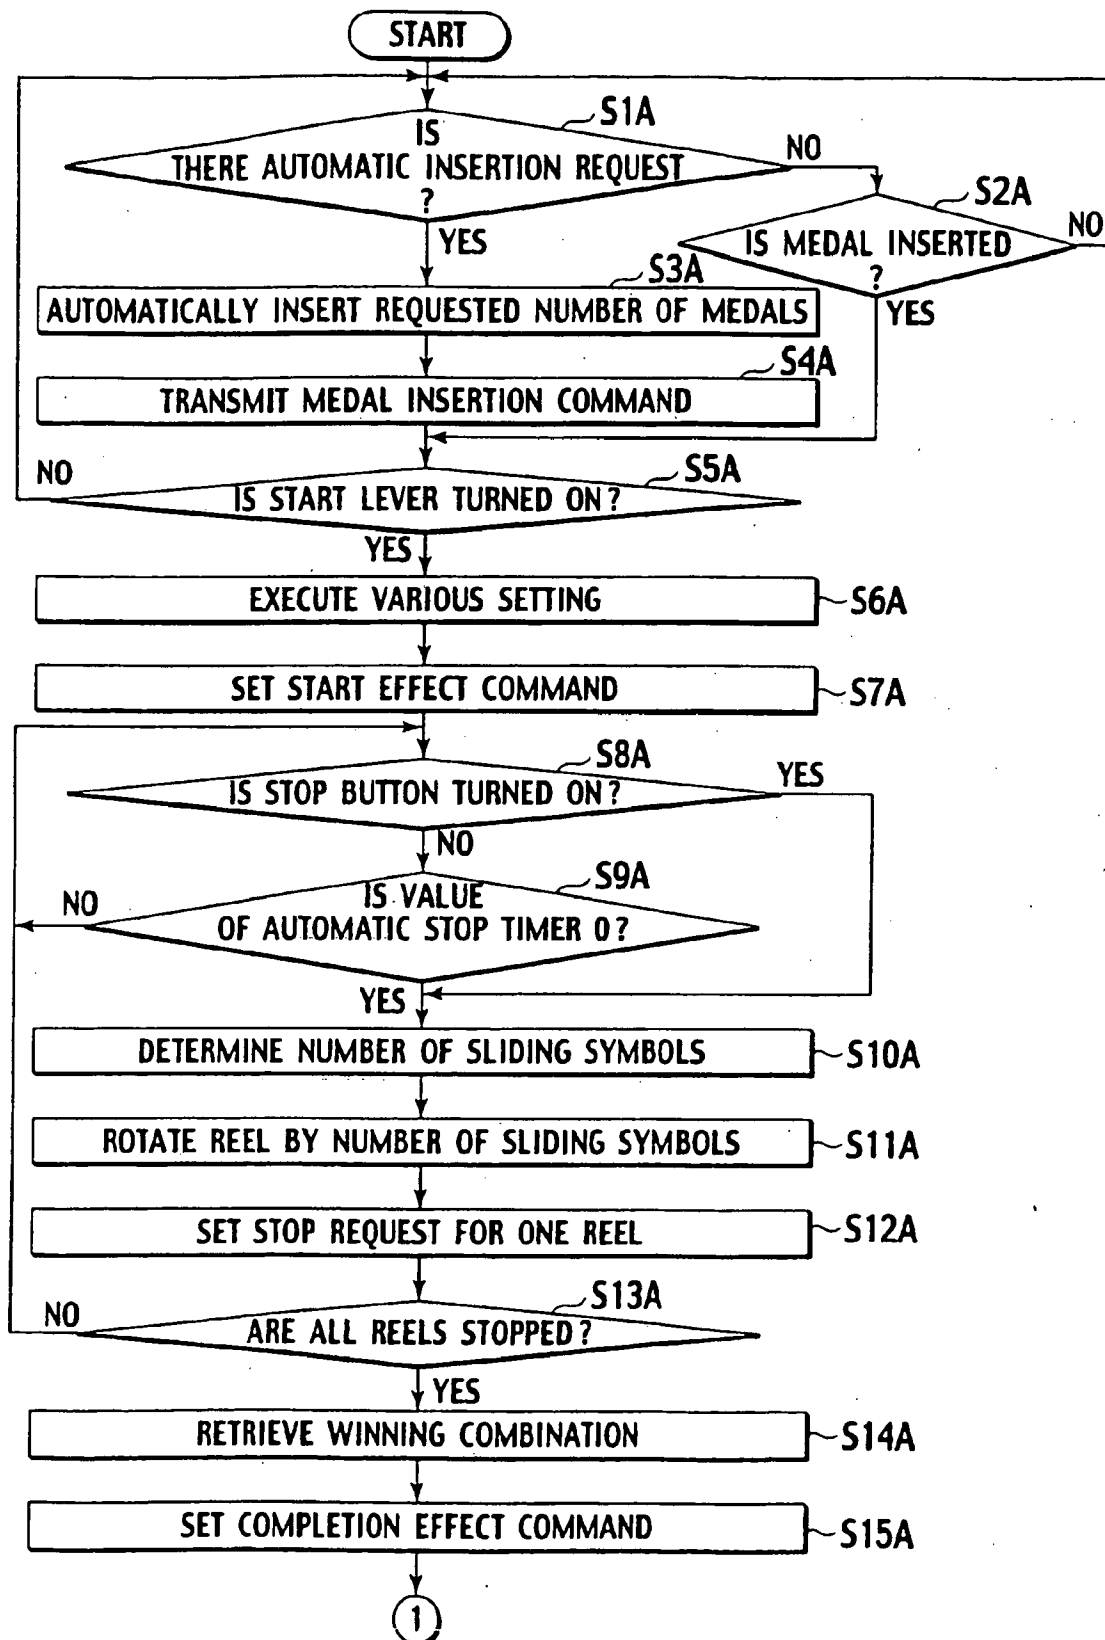 START
S1A
IS
THERE AUTOMATIC INSERTION REQUEST
?
NO
S2A
IS MEDAL INSERTED
?
NO
YES
YES
S3A
AUTOMATICALLY INSERT REQUESTED NUMBER OF MEDALS
S4A
TRANSMIT MEDAL INSERTION COMMAND
S5A
NO
IS START LEVER TURNED ON?
YES
EXECUTE VARIOUS SETTING
S6A
SET START EFFECT COMMAND
S7A
S8A
IS STOP BUTTON TURNED ON?
YES
NO
S9A
IS VALUE
OF AUTOMATIC STOP TIMER 0?
NO
YES
DETERMINE NUMBER OF SLIDING SYMBOLS
S10A
ROTATE REEL BY NUMBER OF SLIDING SYMBOLS
S11A
SET STOP REQUEST FOR ONE REEL
S12A
S13A
NO
ARE ALL REELS STOPPED?
YES
RETRIEVE WINNING COMBINATION
S14A
SET COMPLETION EFFECT COMMAND
S15A
1